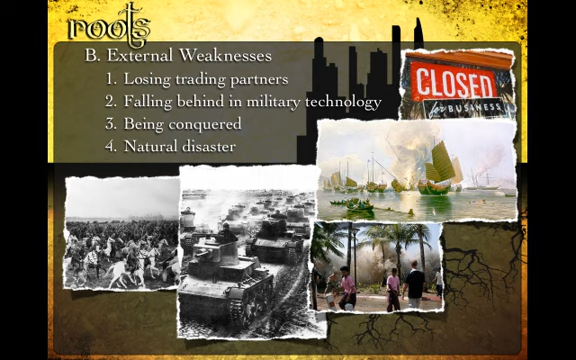 roots
B. External Weaknesses
1. Losing trading partners
2. Falling behind in military technology
3. Being conquered
4. Natural disaster
CLOSED
for BUSINESS